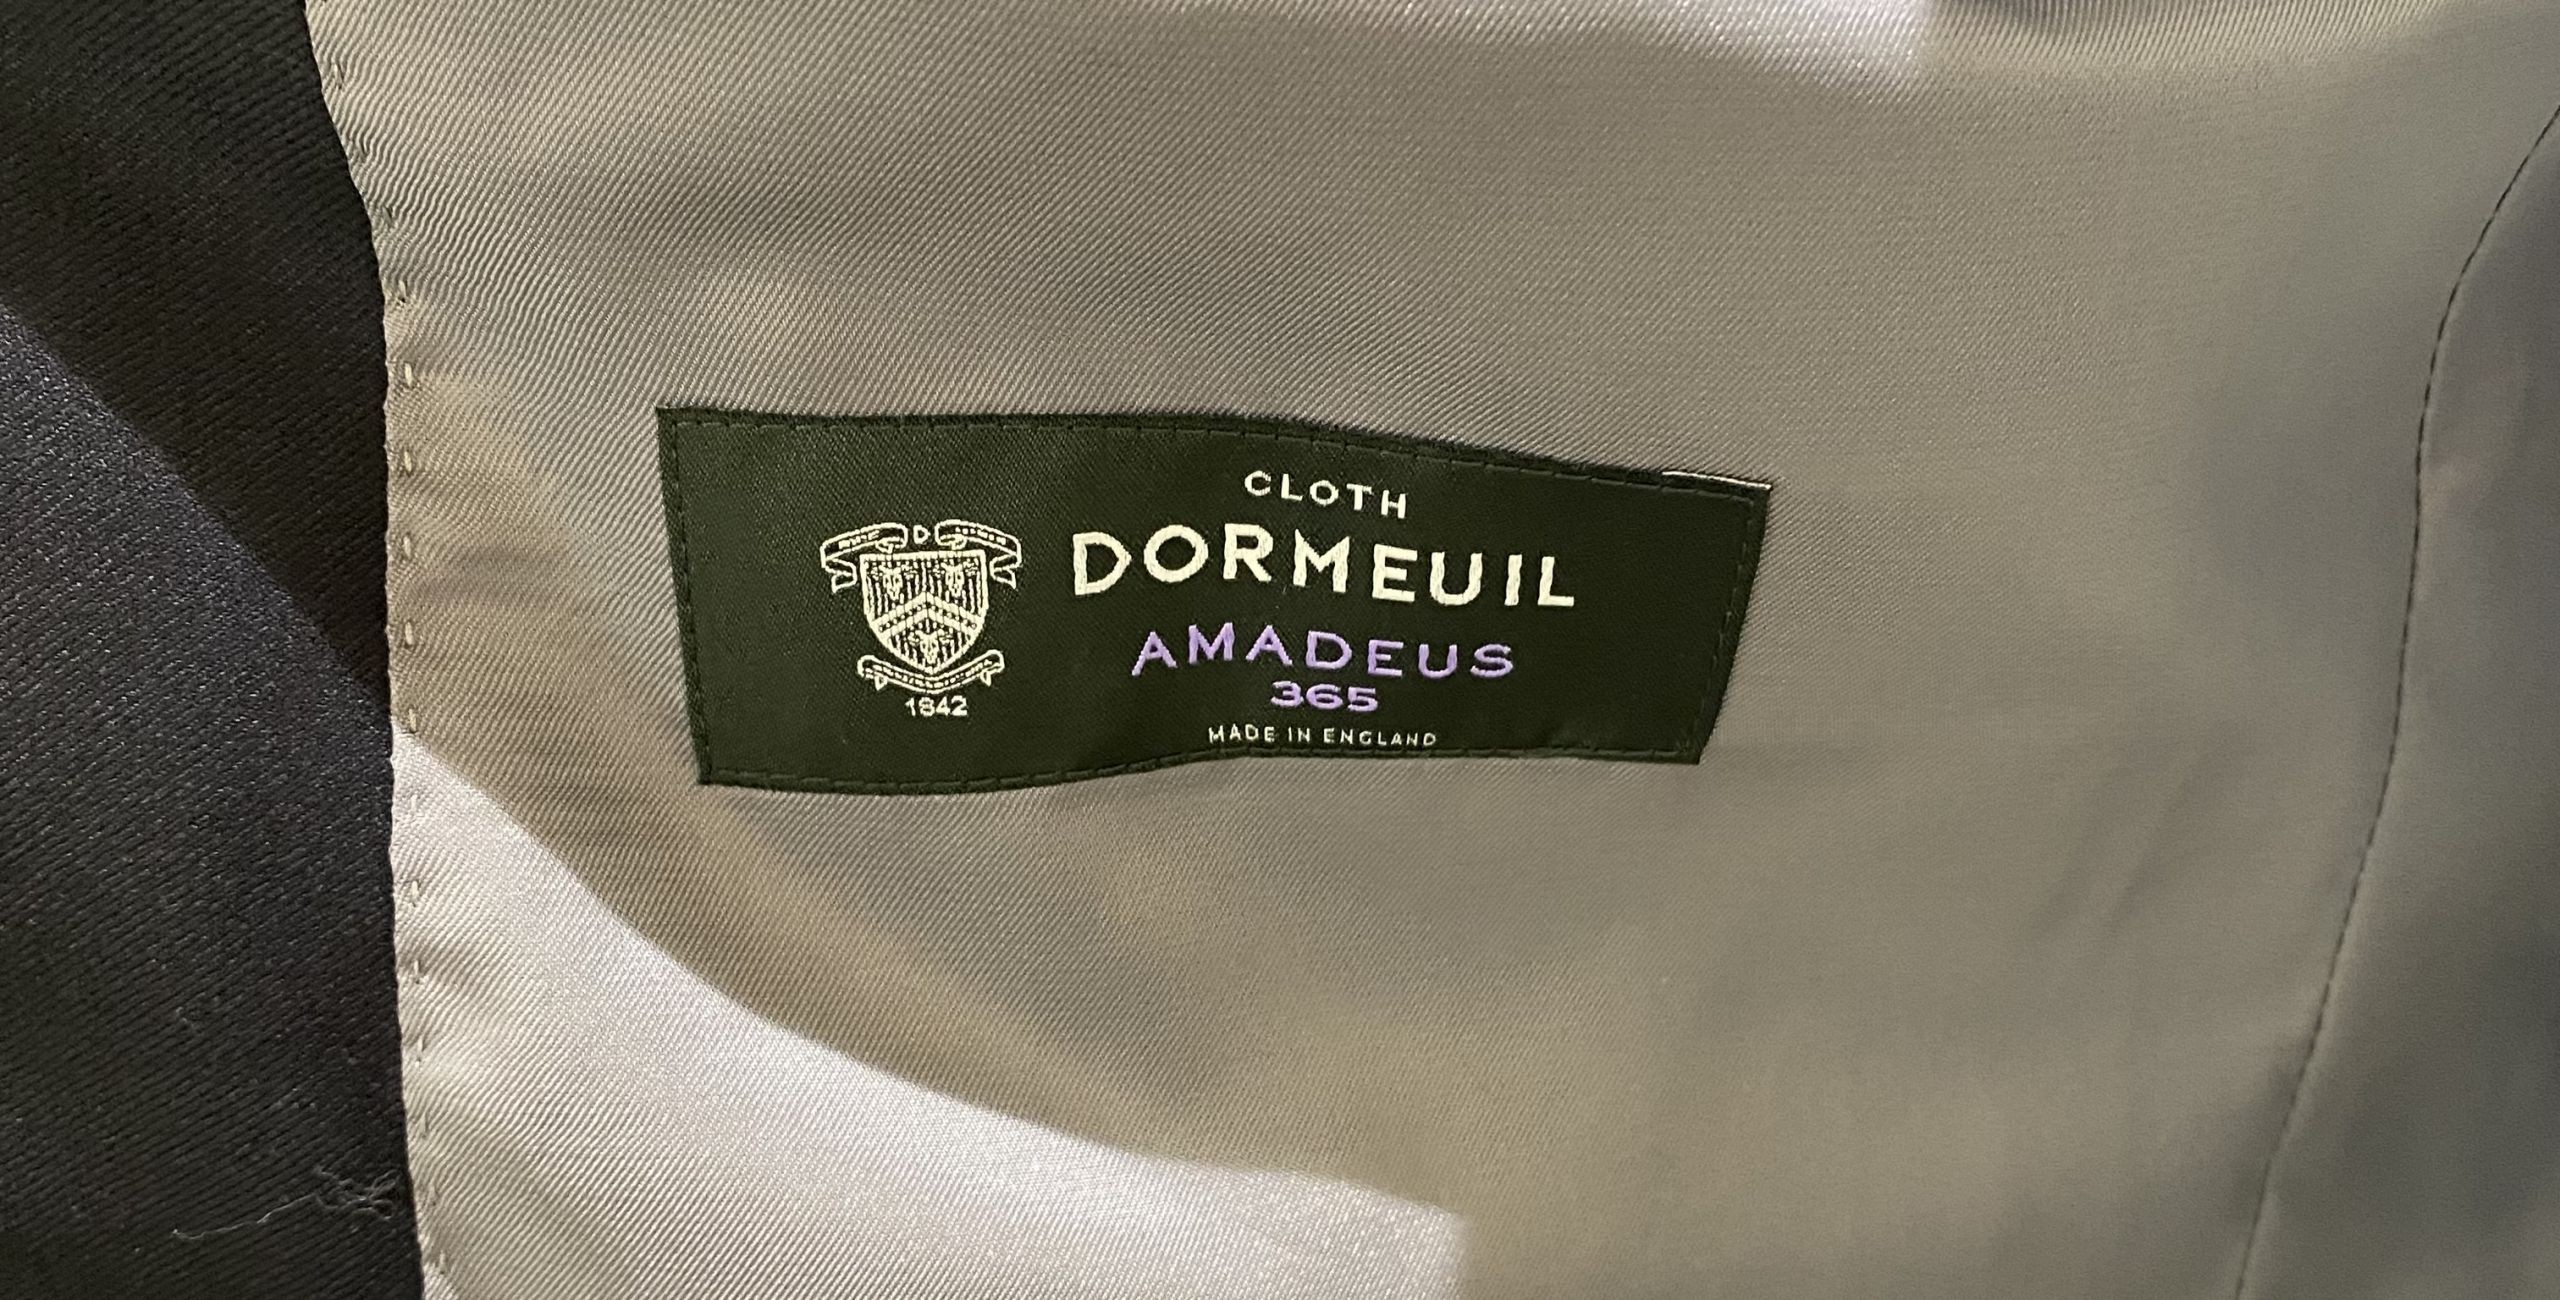 D
1842
CLOTH
DORMEUIL
AMADEUS
365
MADE IN ENGLAND